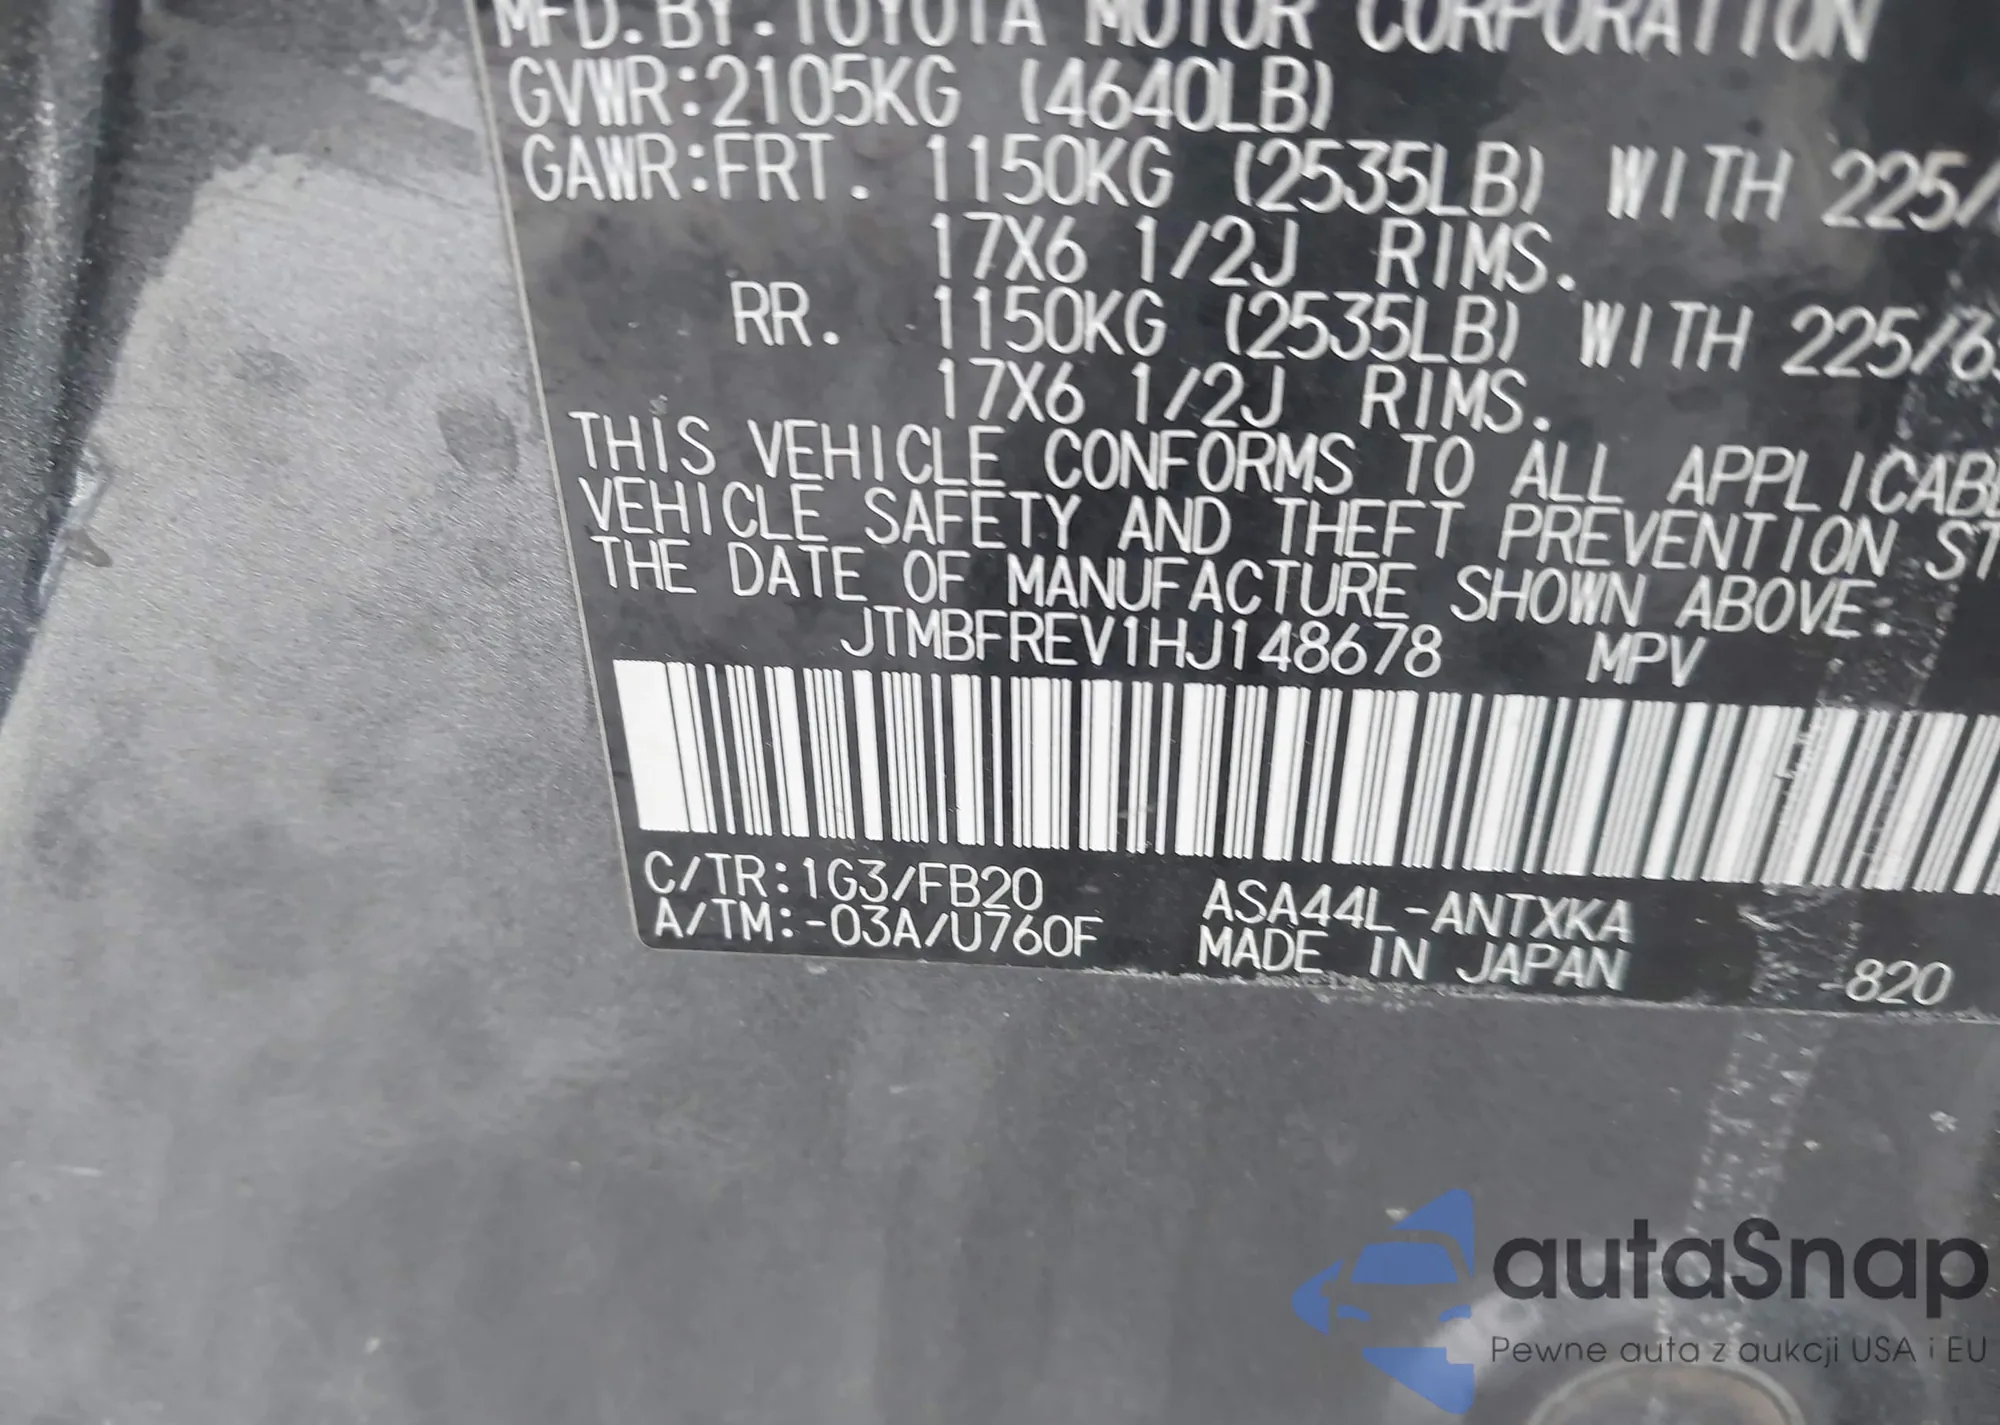 MFD. BY. TOYOTA MOTOR CORPORATION
GVWR:2105KG (4640LB)
GAWR:FRT. 1150KG (2535LB) WITH 225/
17X6 1/2J RIMS.
RR. 1150KG (2535LB) WITH 225/6
17X6 1/2J RIMS.
THIS VEHICLE CONFORMS TO ALL APPLICAB
VEHICLE SAFETY AND THEFT PREVENTION ST
THE DATE OF MANUFACTURE SHOWN ABOVE.
JTMBFREV1HJ148678 MPV
C/TR:1G3/FB20
A/TM:-03A/U760F
ASA44L-ANTXKA
MADE IN JAPAN
-820
autaSnap
Pewne auta z aukcji USA i EU